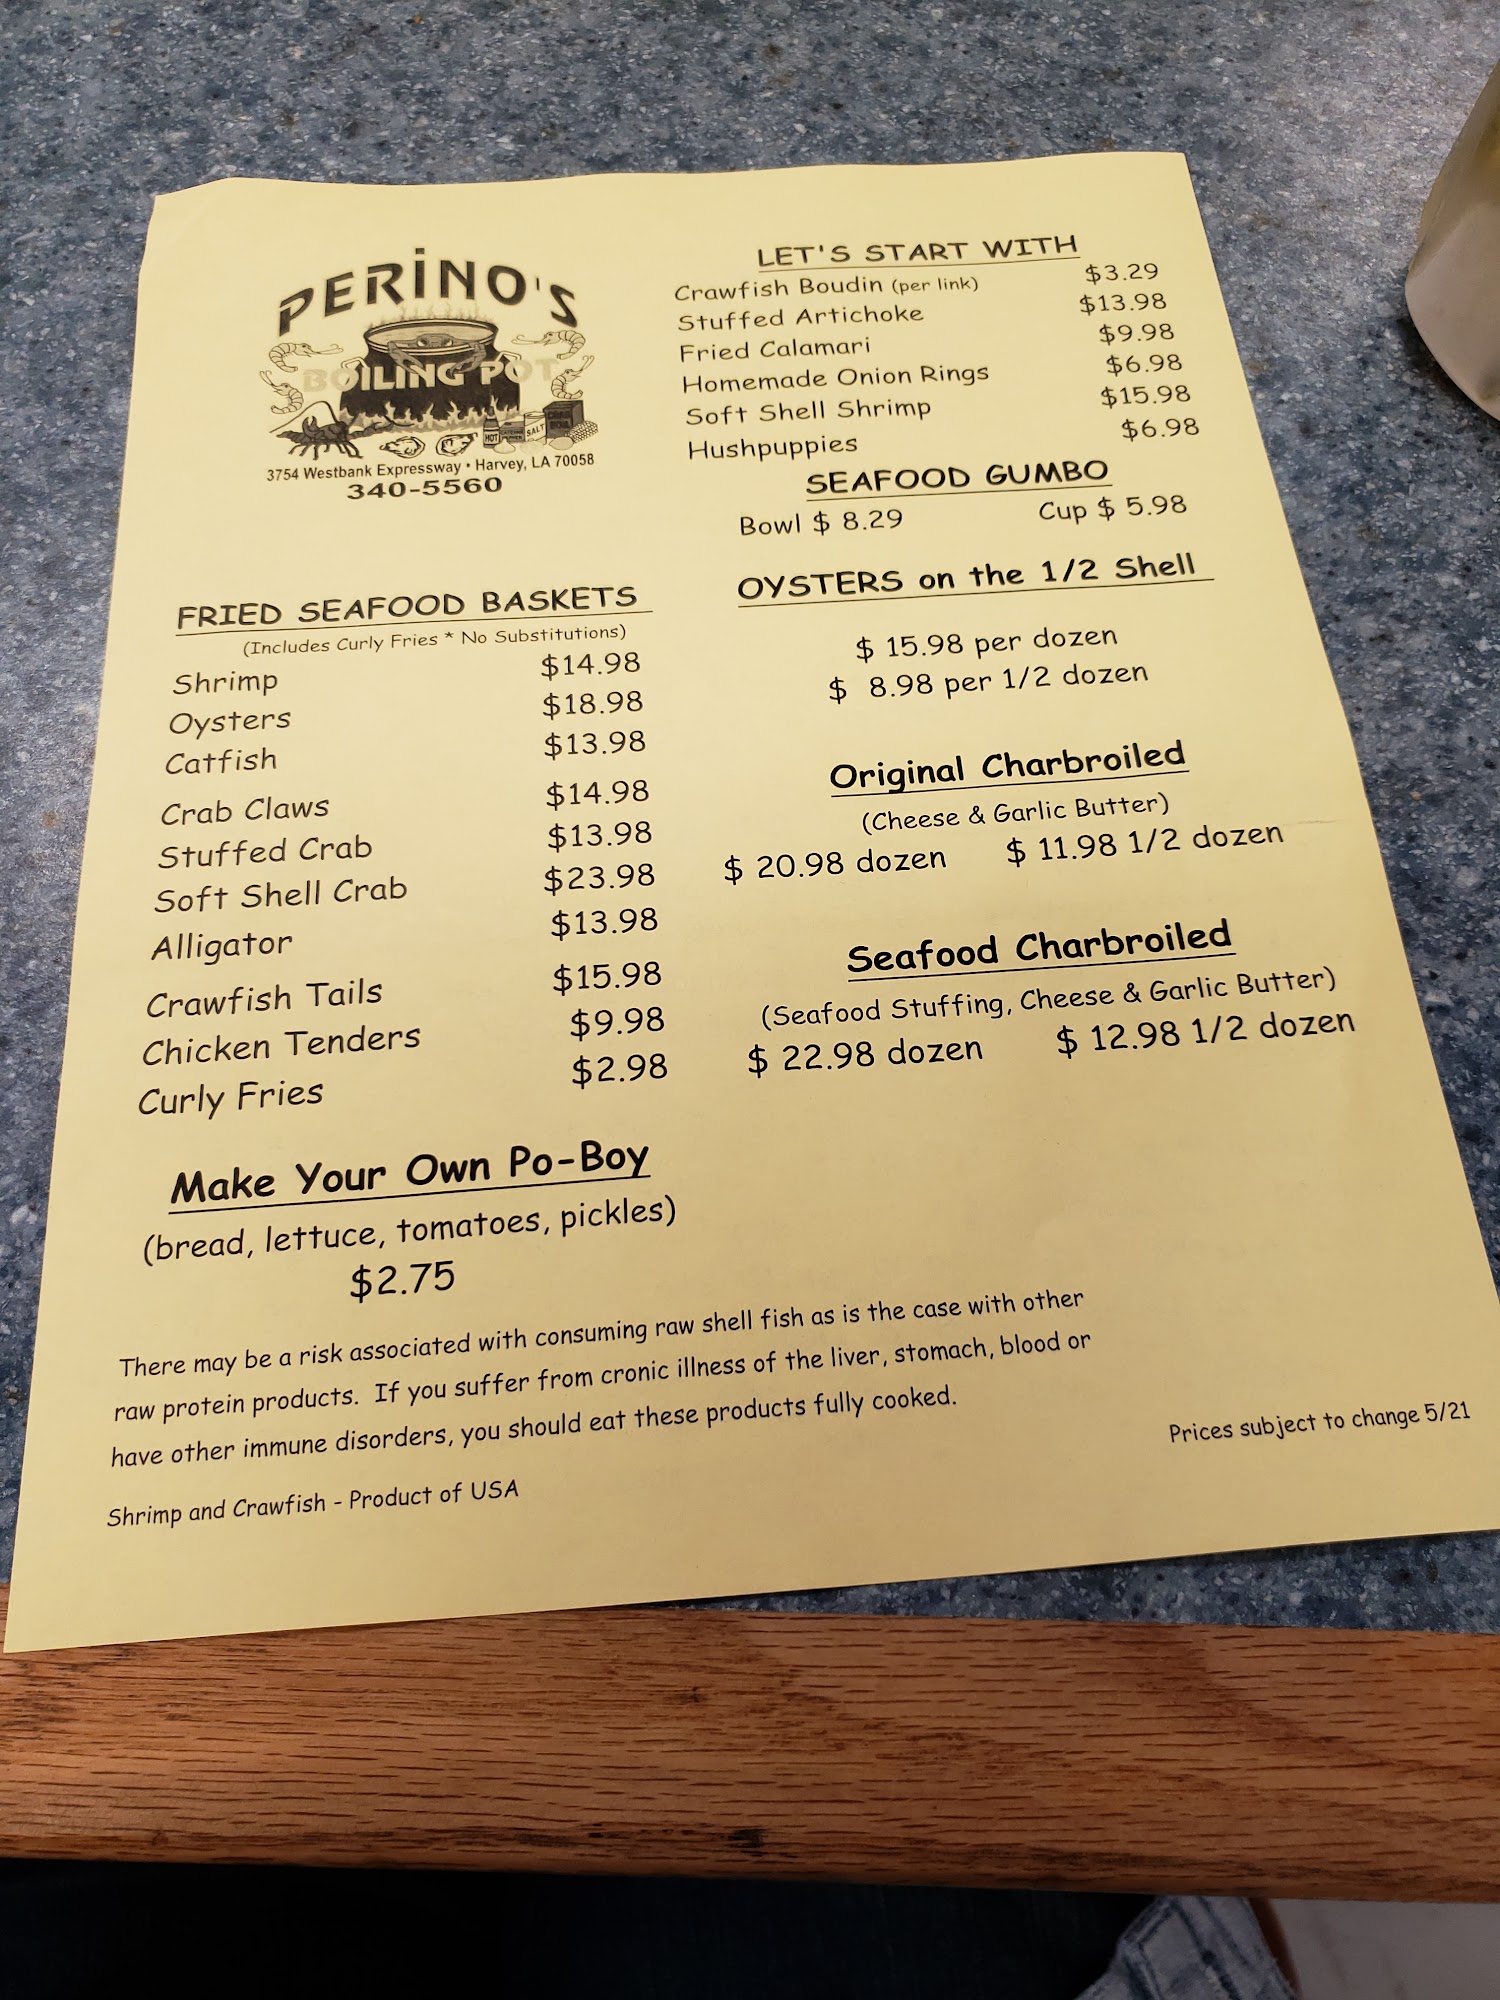 PERiNO'S
BOILING POT
HOT
SALT
3754 Westbank Expressway • Harvey, LA 70058
340-5560
LET'S START WITH
Crawfish Boudin (per link) $3.29
Stuffed Artichoke $13.98
Fried Calamari $9.98
Homemade Onion Rings $6.98
Soft Shell Shrimp $15.98
Hushpuppies $6.98
SEAFOOD GUMBO
Bowl $ 8.29 Cup $ 5.98
OYSTERS on the 1/2 Shell
$ 15.98 per dozen
$ 8.98 per 1/2 dozen
Original Charbroiled
(Cheese & Garlic Butter)
$ 20.98 dozen $ 11.98 1/2 dozen
Seafood Charbroiled
(Seafood Stuffing, Cheese & Garlic Butter)
$ 22.98 dozen $ 12.98 1/2 dozen
FRIED SEAFOOD BASKETS
(Includes Curly Fries * No Substitutions)
Shrimp $14.98
Oysters $18.98
Catfish $13.98
Crab Claws $14.98
Stuffed Crab $13.98
Soft Shell Crab $23.98
Alligator $13.98
Crawfish Tails $15.98
Chicken Tenders $9.98
Curly Fries $2.98
Make Your Own Po-Boy
(bread, lettuce, tomatoes, pickles)
$2.75
There may be a risk associated with consuming raw shell fish as is the case with other
raw protein products. If you suffer from cronic illness of the liver, stomach, blood or
have other immune disorders, you should eat these products fully cooked.
Prices subject to change 5/21
Shrimp and Crawfish - Product of USA